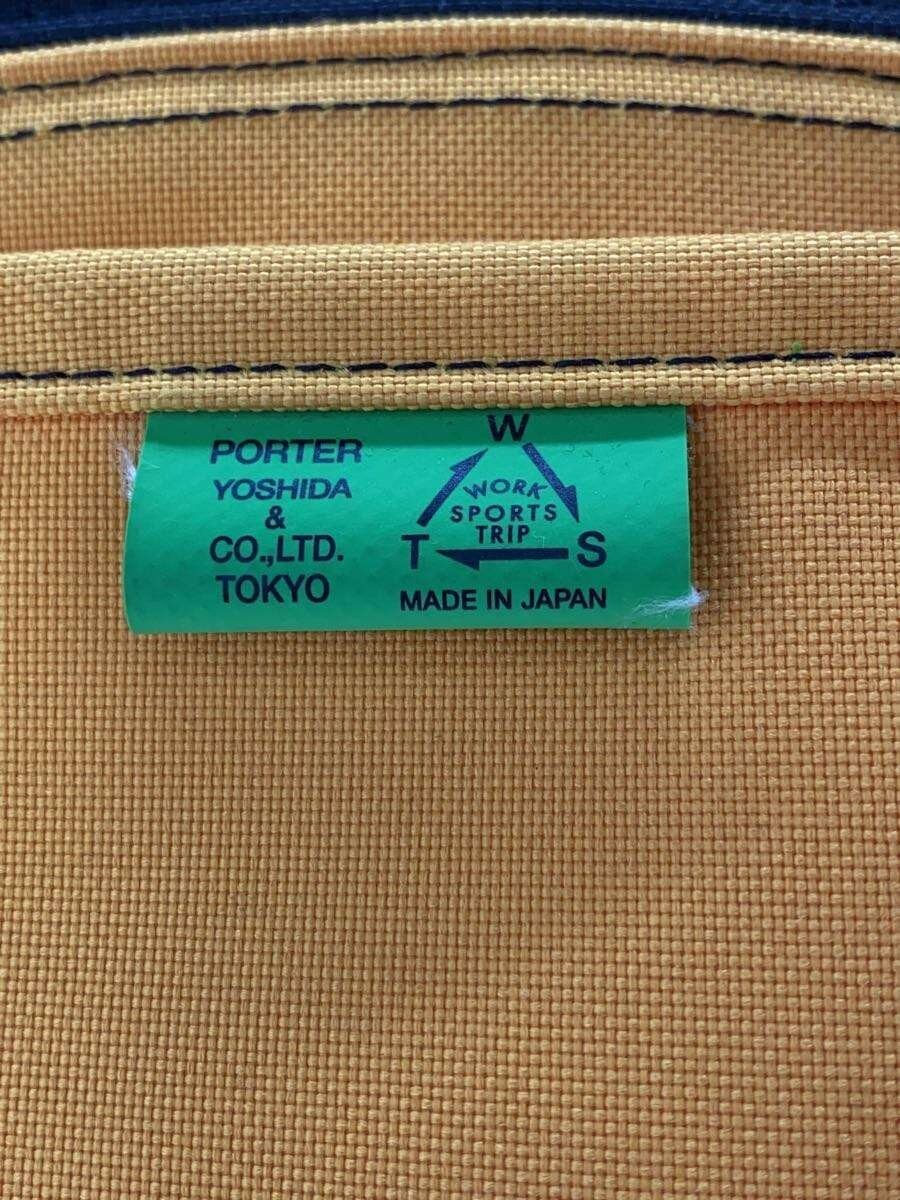 PORTER
YOSHIDA
&
CO.,LTD.
TOKYO
W
WORK
SPORTS
TRIP
T S
MADE IN JAPAN